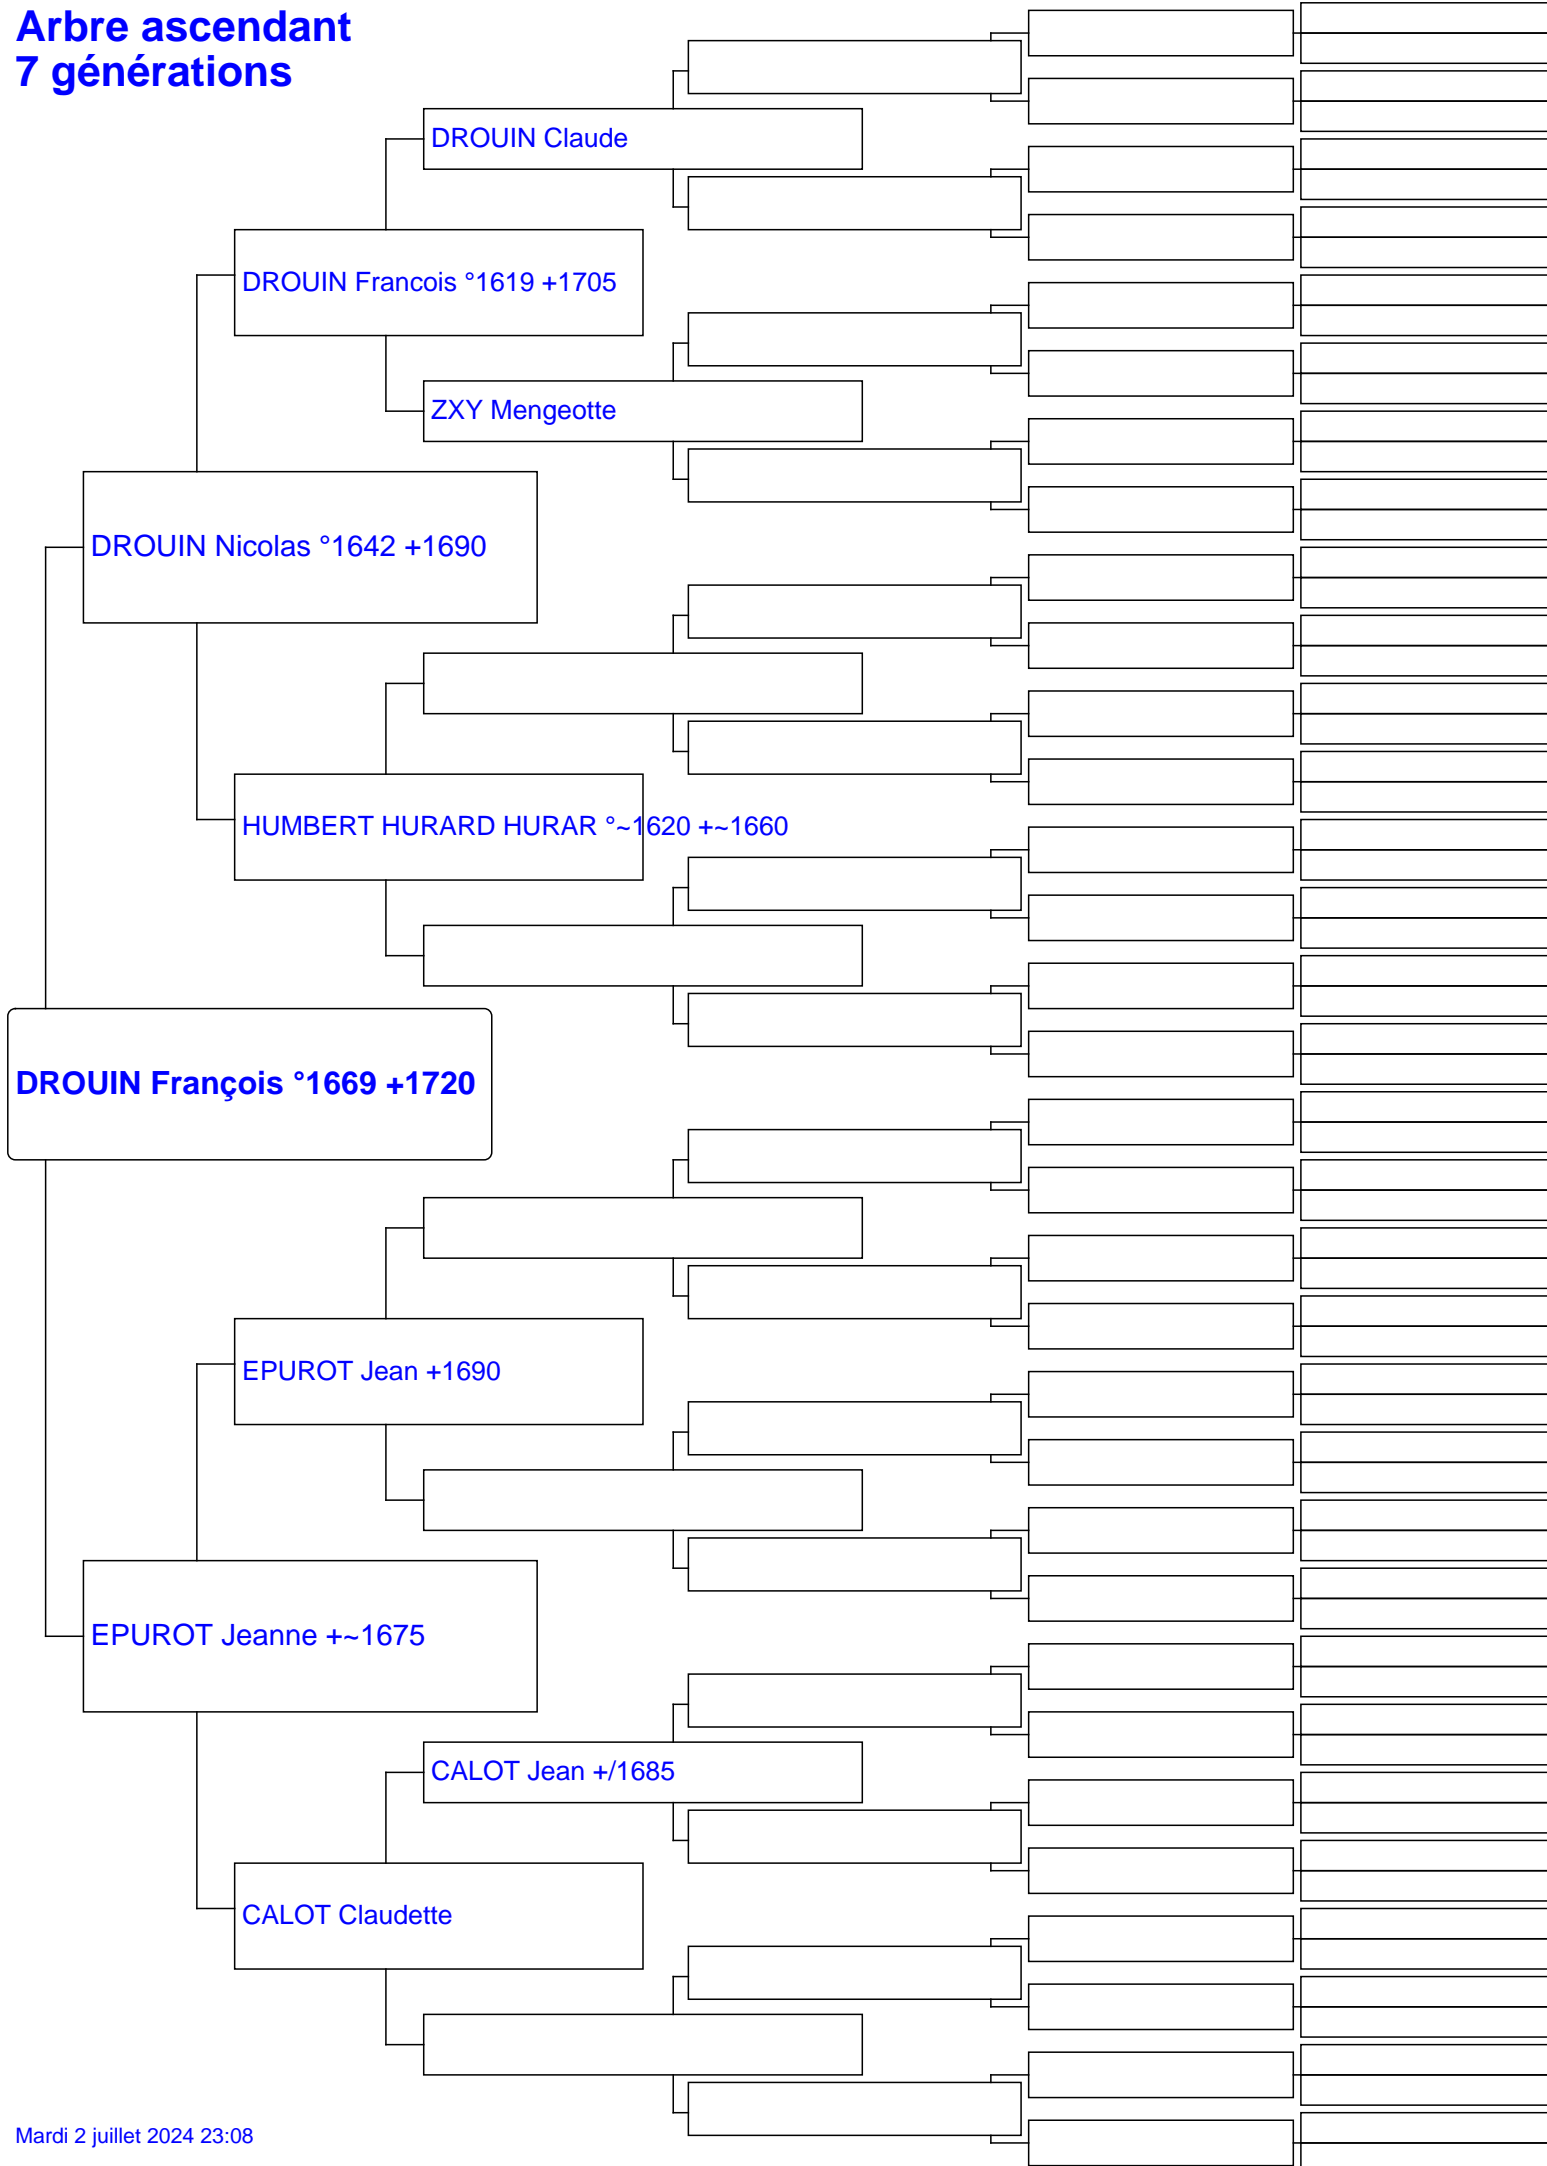 Arbre ascendant
7 générations
DROUIN Claude
DROUIN Francois °1619 +1705
ZXY Mengeotte
DROUIN Nicolas °1642 +1690
HUMBERT HURARD HURAR °~1620 +~1660
DROUIN François °1669 +1720
EPUROT Jean +1690
EPUROT Jeanne +~1675
CALOT Jean +/1685
CALOT Claudette
Mardi 2 juillet 2024 23:08